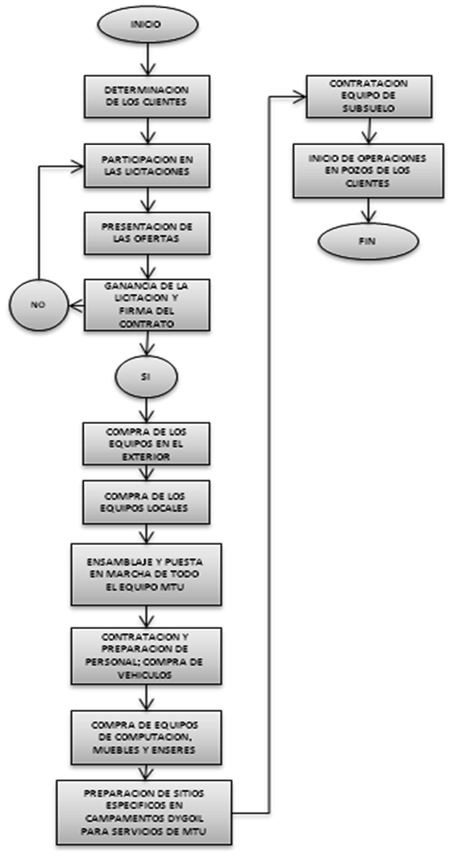 INICIO
DETERMINACION
DE LOS CLIENTES
PARTICIPACION EN
LAS LICITACIONES
PRESENTACION DE
LAS OFERTAS
GANANCIA DE LA
LICITACION Y
FIRMA DEL
CONTRATO
NO
SI
COMPRA DE LOS
EQUIPOS EN EL
EXTERIOR
COMPRA DE LOS
EQUIPOS LOCALES
ENSAMBLAJE Y PUESTA
EN MARCHA DE TODO
EL EQUIPO MTU
CONTRATACION Y
PREPARACION DE
PERSONAL; COMPRA DE
VEHICULOS
COMPRA DE EQUIPOS
DE COMPUTACION,
MUEBLES Y ENSERES
PREPARACION DE SITIOS
ESPECIFICOS EN
CAMPAMENTOS DYGOIL
PARA SERVICIOS DE MTU
CONTRATACION
EQUIPO DE
SUBSUELO
INICIO DE OPERACIONES
EN POZOS DE LOS
CLIENTES
FIN